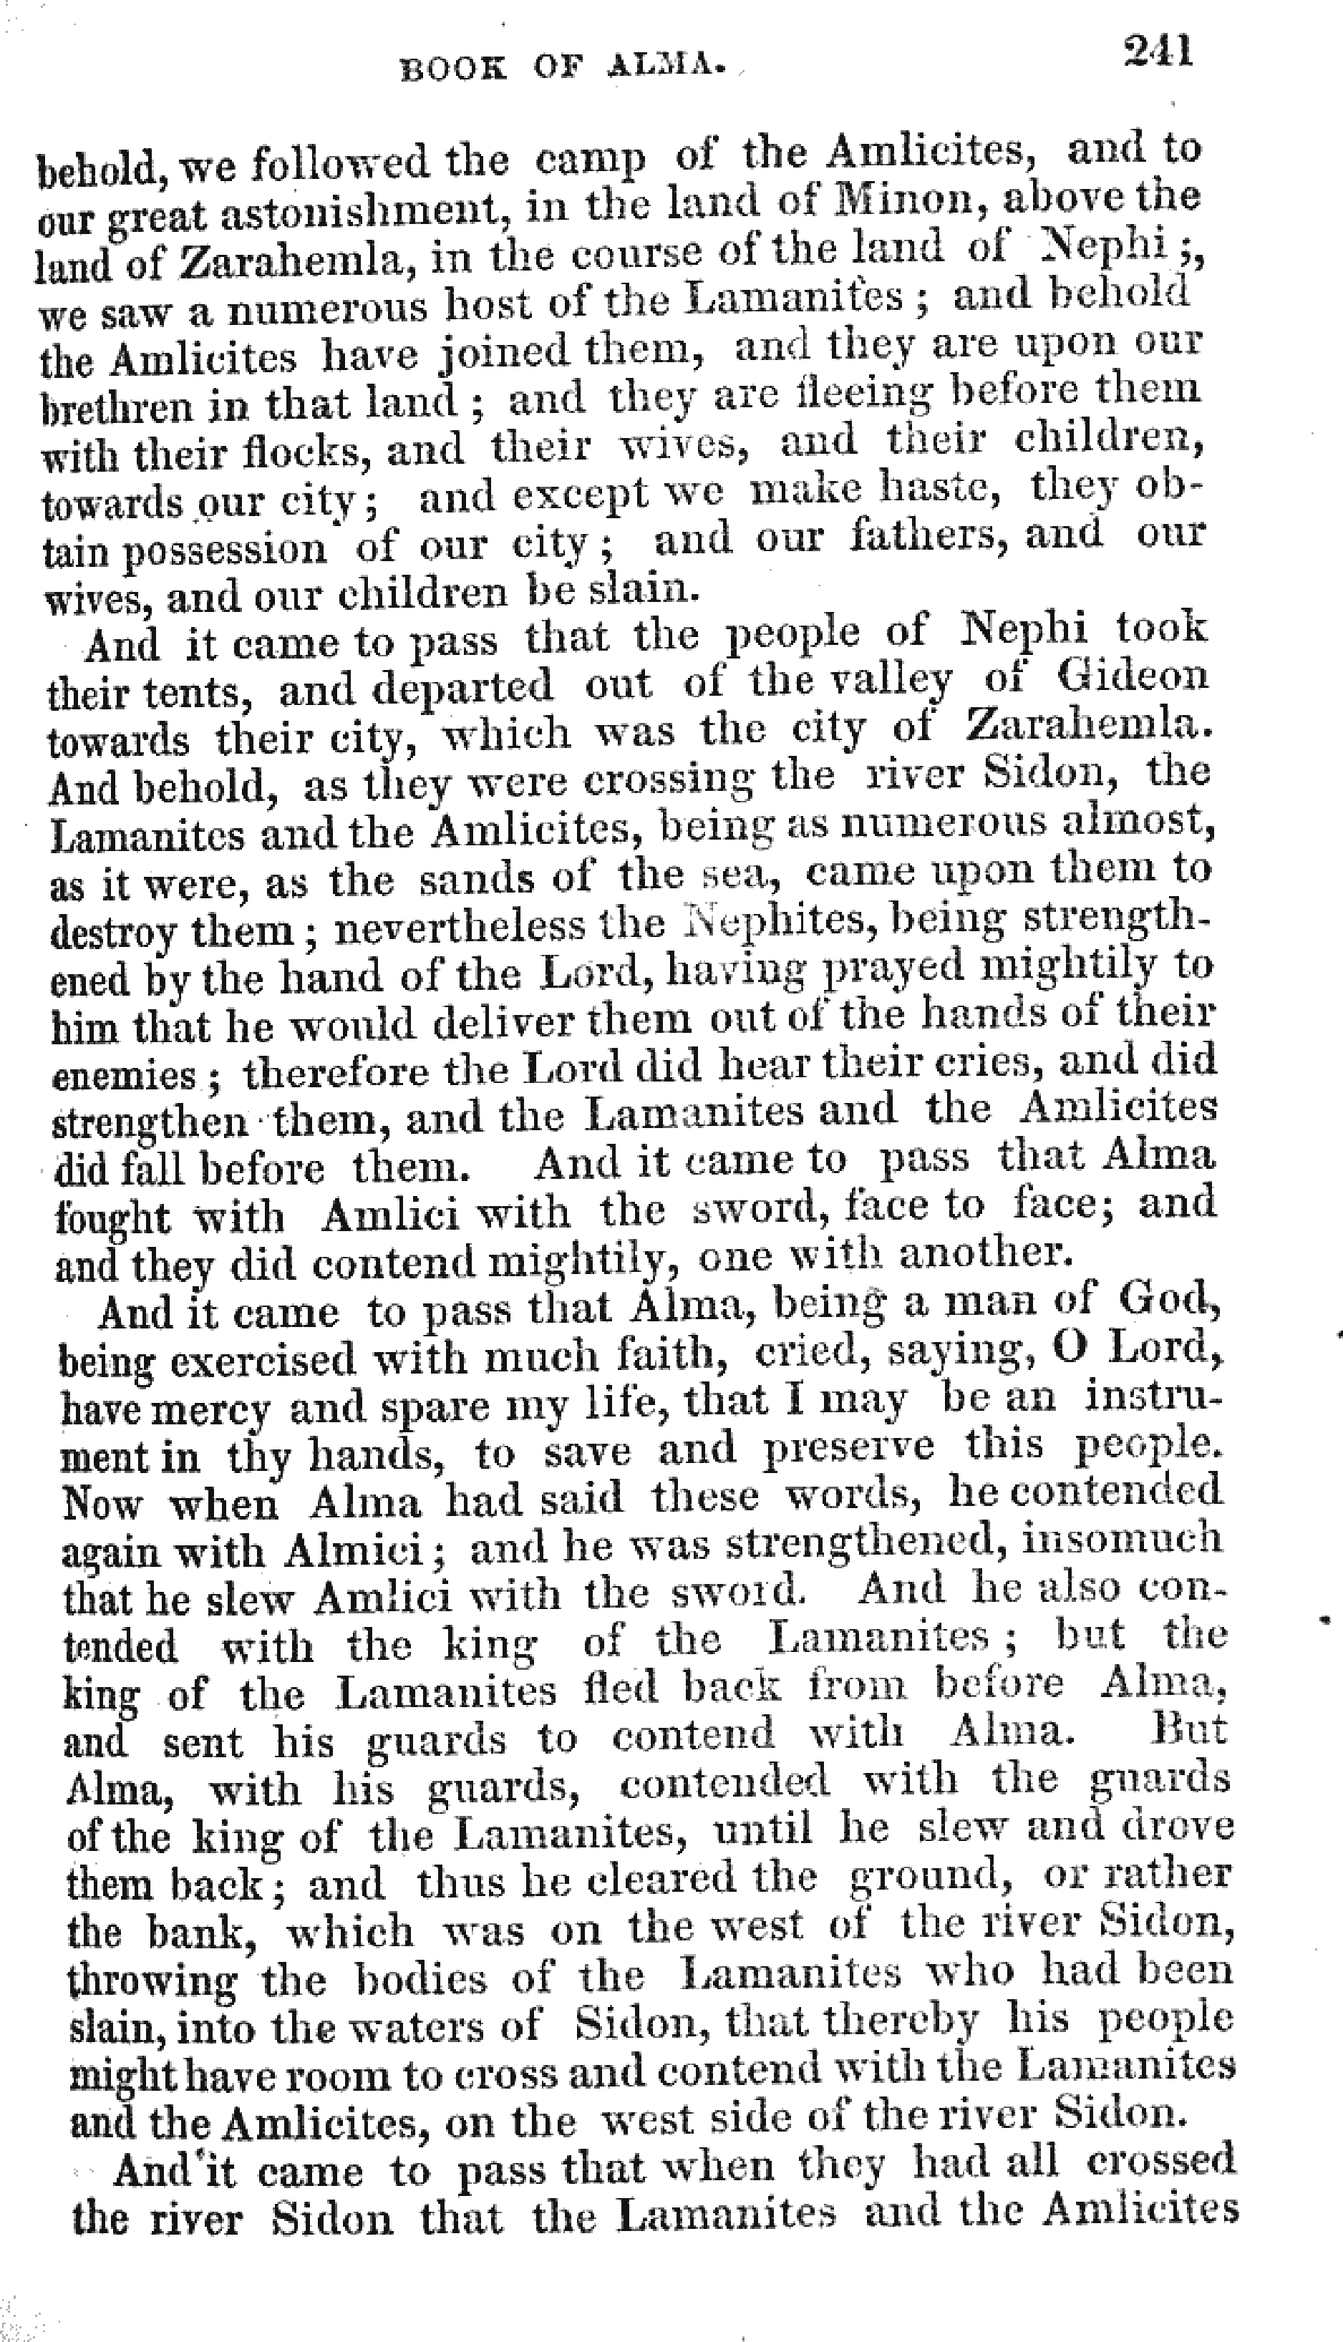 BOOK OF ALMA. 241
behold, we followed the camp of the Amlicites, and to
our great astonishment, in the land of Minon, above the
land of Zarahemla, in the course of the land of Nephi;,
we saw a numerous host of the Lamanites; and behold
the Amlicites have joined them, and they are upon our
brethren in that land; and they are fleeing before them
with their flocks, and their wives, and their children,
towards our city; and except we make haste, they ob-
tain possession of our city; and our fathers, and our
wives, and our children be slain.
And it came to pass that the people of Nephi took
their tents, and departed out of the valley of Gideon
towards their city, which was the city of Zarahemla.
And behold, as they were crossing the river Sidon, the
Lamanites and the Amlicites, being as numerous almost,
as it were, as the sands of the sea, came upon them to
destroy them; nevertheless the Nephites, being strength-
ened by the hand of the Lord, having prayed mightily to
him that he would deliver them out of the hands of their
enemies; therefore the Lord did hear their cries, and did
strengthen them, and the Lamanites and the Amlicites
did fall before them. And it came to pass that Alma
fought with Amlici with the sword, face to face; and
and they did contend mightily, one with another.
And it came to pass that Alma, being a man of God,
being exercised with much faith, cried, saying, O Lord,
have mercy and spare my life, that I may be an instru-
ment in thy hands, to save and preserve this people.
Now when Alma had said these words, he contended
again with Almici; and he was strengthened, insomuch
that he slew Amlici with the sword. And he also con-
tended with the king of the Lamanites; but the
king of the Lamanites fled back from before Alma,
and sent his guards to contend with Alma. But
Alma, with his guards, contended with the guards
of the king of the Lamanites, until he slew and drove
them back; and thus he cleared the ground, or rather
the bank, which was on the west of the river Sidon,
throwing the bodies of the Lamanites who had been
slain, into the waters of Sidon, that thereby his people
might have room to cross and contend with the Lamanites
and the Amlicites, on the west side of the river Sidon.
And it came to pass that when they had all crossed
the river Sidon that the Lamanites and the Amlicites